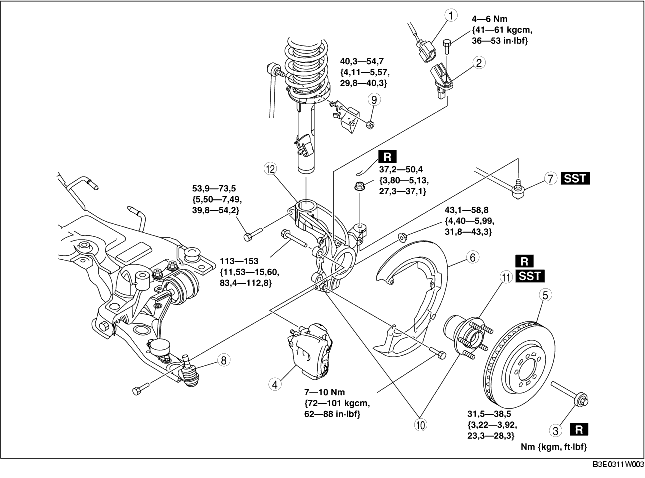 1
4—6 Nm
{41—61 kgcm,
36—53 in·lbf}
2
40,3—54,7
{4,11—5,57,
29,8—40,3}
9
R
37,2—50,4
{3,80—5,13,
27,3—37,1}
12
7
SST
53,9—73,5
{5,50—7,49,
39,8—54,2}
43,1—58,8
{4,40—5,99,
31,8—43,3}
6
113—153
{11,53—15,60,
83,4—112,8}
R
11
SST
5
8
4
7—10 Nm
{72—101 kgcm,
62—88 in·lbf}
10
31,5—38,5
{3,22—3,92,
23,3—28,3}
3
R
Nm {kgm, ft·lbf}
B3E0311W003